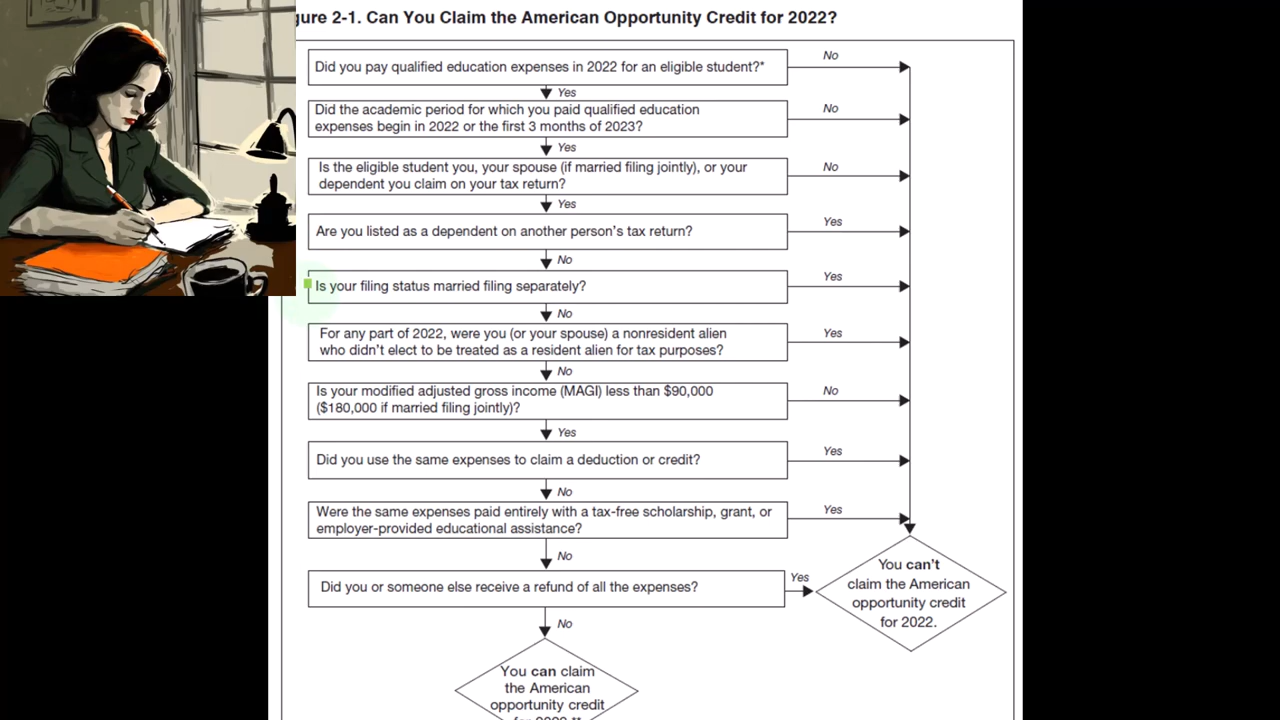 gure 2-1. Can You Claim the American Opportunity Credit for 2022?
Did you pay qualified education expenses in 2022 for an eligible student?*
No
Yes
Did the academic period for which you paid qualified education
expenses begin in 2022 or the first 3 months of 2023?
No
Yes
Is the eligible student you, your spouse (if married filing jointly), or your
dependent you claim on your tax return?
No
Yes
Are you listed as a dependent on another person's tax return?
Yes
No
Is your filing status married filing separately?
Yes
No
For any part of 2022, were you (or your spouse) a nonresident alien
who didn't elect to be treated as a resident alien for tax purposes?
Yes
No
Is your modified adjusted gross income (MAGI) less than $90,000
($180,000 if married filing jointly)?
No
Yes
Did you use the same expenses to claim a deduction or credit?
Yes
No
Were the same expenses paid entirely with a tax-free scholarship, grant, or
employer-provided educational assistance?
Yes
No
Did you or someone else receive a refund of all the expenses?
Yes
You can't
claim the American
opportunity credit
for 2022.
No
You can claim
the American
opportunity credit
for 2022.**